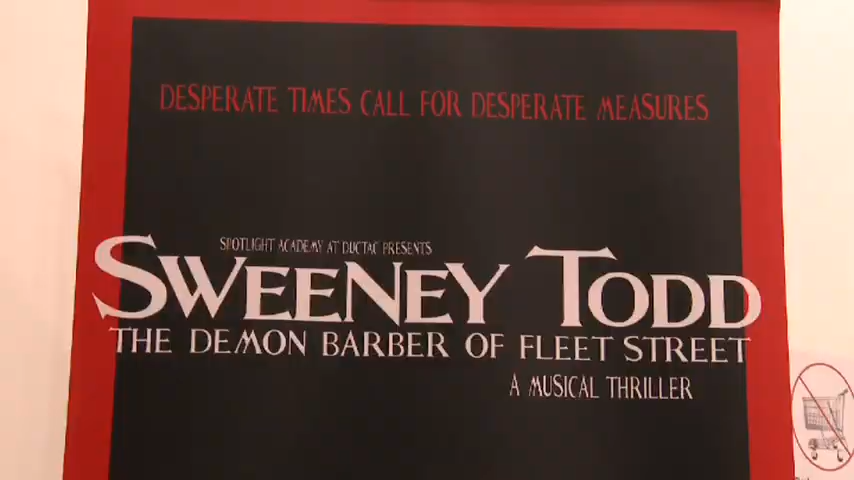 DESPERATE TIMES CALL FOR DESPERATE MEASURES
SPOTLIGHT ACADEMY AT DUCTAC PRESENTS
SWEENEY TODD
THE DEMON BARBER OF FLEET STREET
A MUSICAL THRILLER